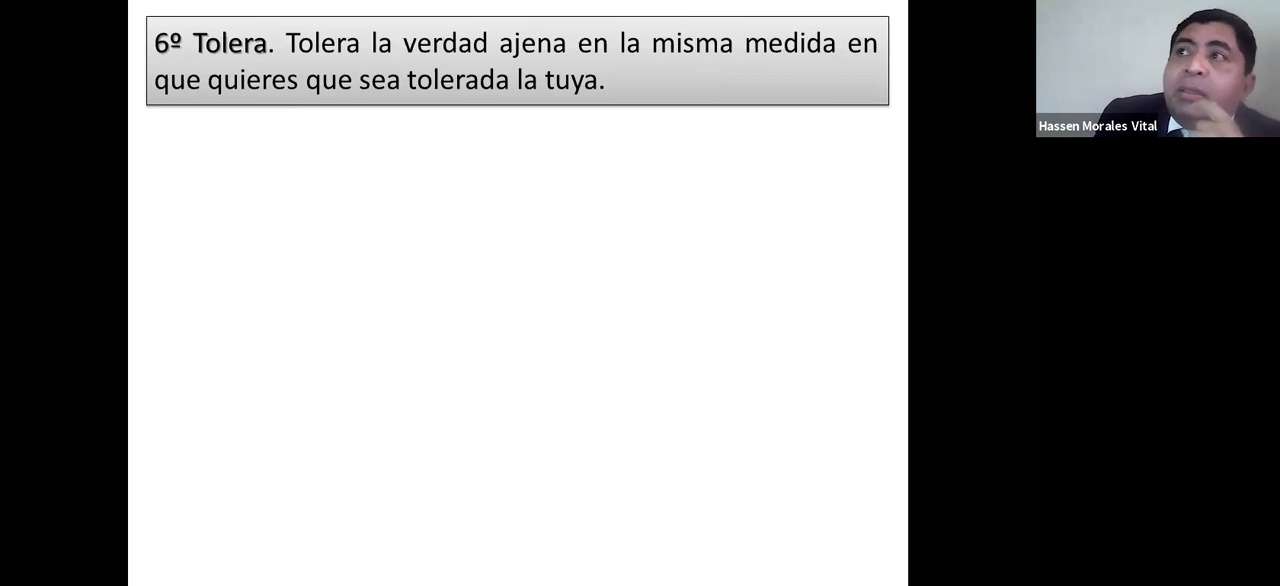 6º Tolera. Tolera la verdad ajena en la misma medida en
que quieres que sea tolerada la tuya.
Hassen Morales Vital